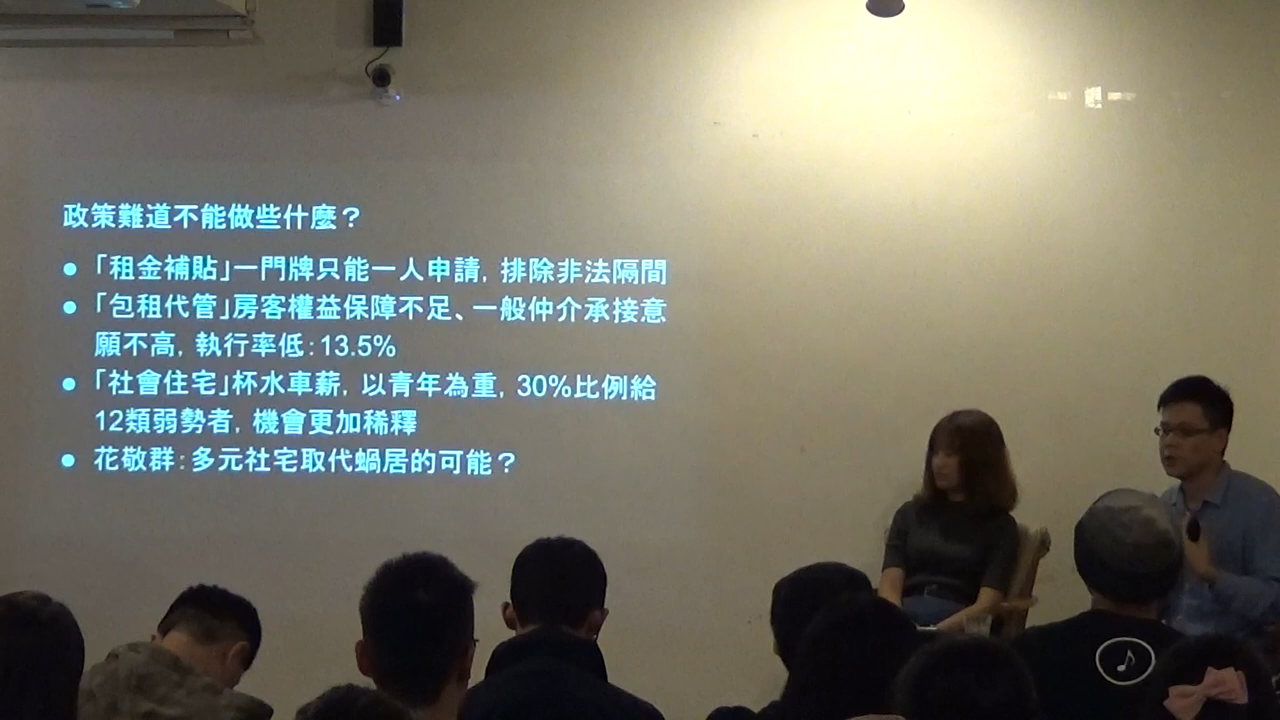 政策難道不能做些什麼？
● 「租金補貼」一門牌只能一人申請，排除非法隔間
● 「包租代管」房客權益保障不足、一般仲介承接意
願不高，執行率低：13.5%
● 「社會住宅」杯水車薪，以青年為重，30%比例給
12類弱勢者，機會更加稀釋
● 花敬群：多元社宅取代蝸居的可能？